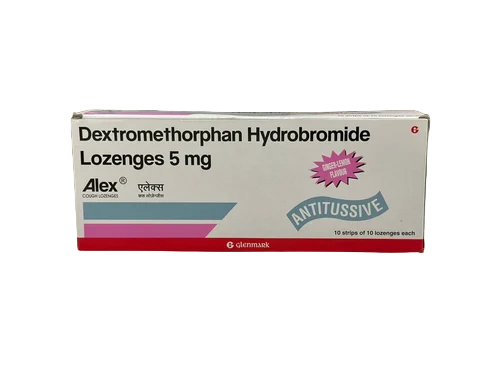 Dextromethorphan Hydrobromide
Lozenges 5 mg
GINGER-LEMON
FLAVOUR
Alex®
COUGH LOZENGES
एलेक्स
कफ लोज़ेन्जेस
ANTITUSSIVE
10 strips of 10 lozenges each
G glenmark